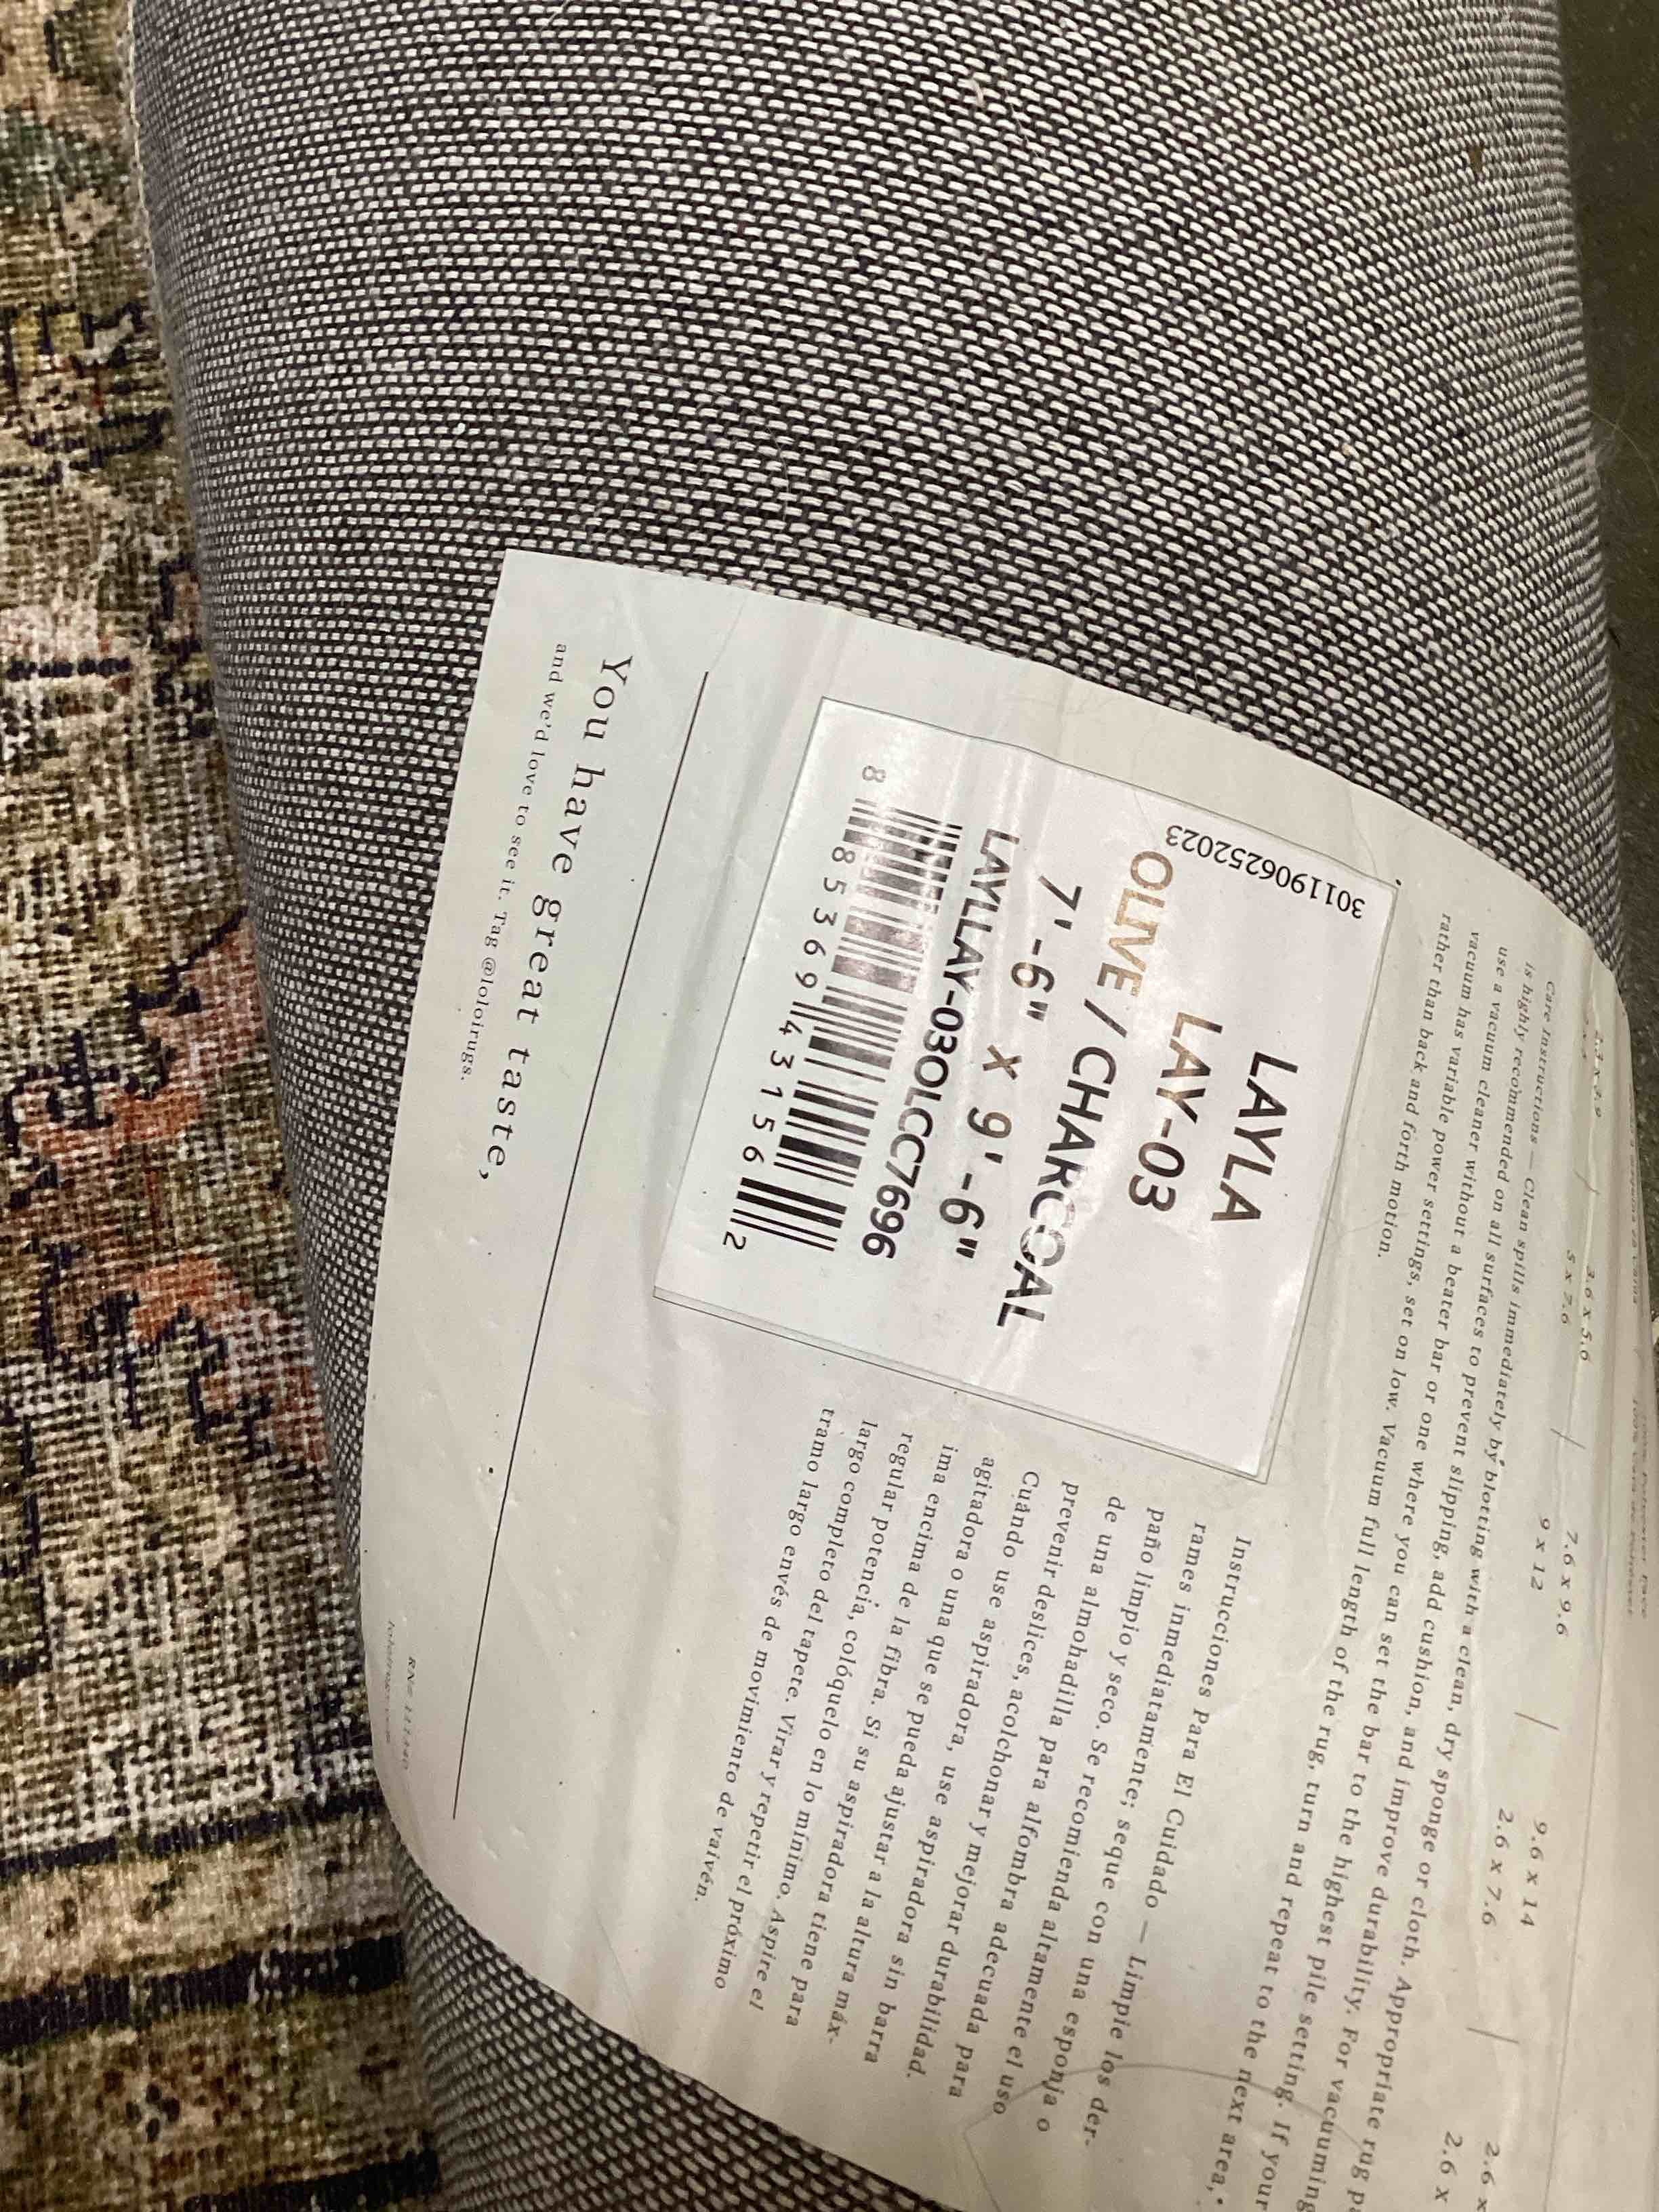 3.6 x 5.6
5 x 7.6
7.6 x 9.6
9 x 12
9.6 x 14
2.6 x 7.6
2.6 x
2.6 x
Care Instructions — Clean spills immediately by blotting with a clean, dry sponge or cloth. Appropriate rug
is highly recommended on all surfaces to prevent slipping, add cushion, and improve durability. For vacuuming
use a vacuum cleaner without a beater bar or one where you can set the bar to the highest pile setting. If your
vacuum has variable power settings, set on low. Vacuum full length of the rug, turn and repeat to the next area,
rather than back and forth motion.
3011906252023
LAYLA
LAY-03
OLIVE / CHARCOAL
7'-6" x 9'-6"
LAYLLAY-03OLCC7696
8 85369 43156 2
Instrucciones Para El Cuidado — Limpie los der-
rames inmediatamente; seque con una esponja o
paño limpio y seco. Se recomienda altamente el uso
de una almohadilla para alfombra adecuada para
prevenir deslices, acolchonar y mejorar durabilidad.
Cuándo use aspiradora, use aspiradora sin barra
agitadora o una que se pueda ajustar a la altura máx-
ima encima de la fibra. Si su aspiradora tiene para
regular potencia, colóquelo en lo mínimo. Aspire el
largo completo del tapete. Virar y repetir el próximo
tramo largo envés de movimiento de vaivén.
You have great taste,
and we'd love to see it. Tag @loloirugs.